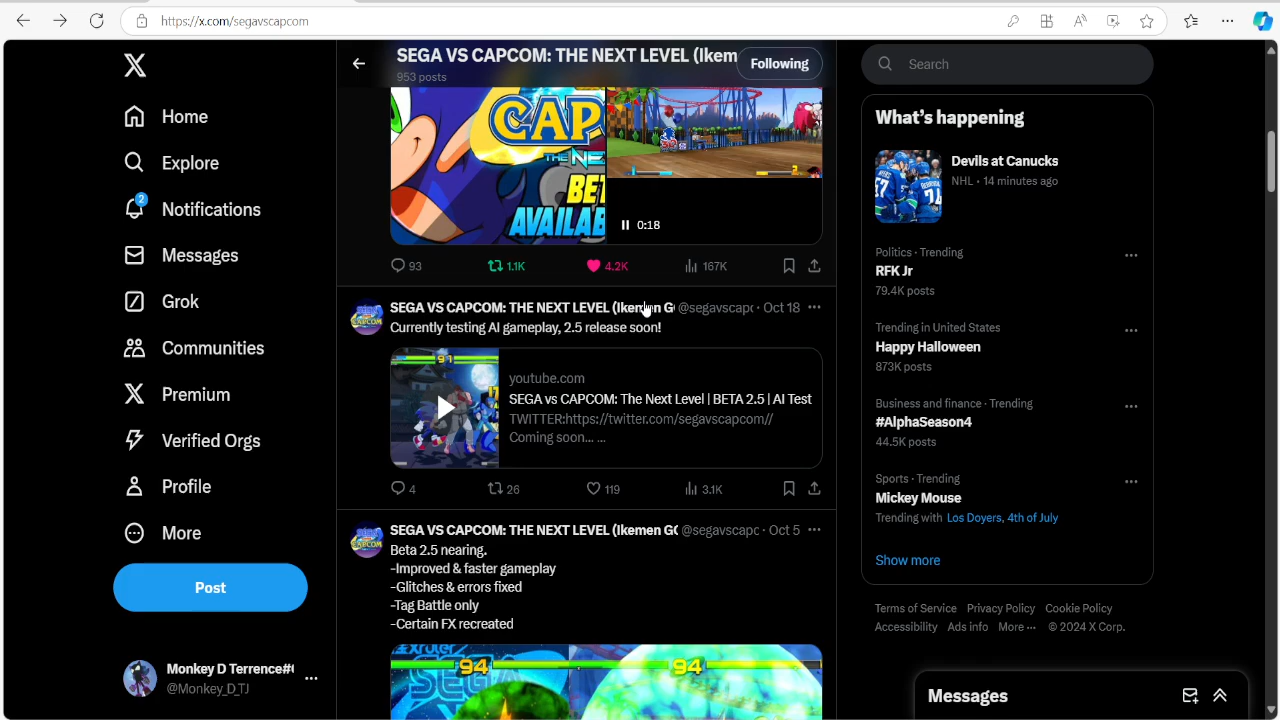 https://x.com/segavscapcom
Home
Explore
2
Notifications
Messages
Grok
Communities
Premium
Verified Orgs
Profile
More
Post
Monkey D Terrence#
@Monkey_D_TJ
SEGA VS CAPCOM: THE NEXT LEVEL (Ikem
953 posts
Following
CAP
THE NE
BET
AVAILAB
0:18
93
1.1K
4.2K
167K
SEGA VS CAPCOM: THE NEXT LEVEL (Ikemen G @segavscapc · Oct 18
Currently testing AI gameplay, 2.5 release soon!
91
youtube.com
SEGA vs CAPCOM: The Next Level | BETA 2.5 | AI Test
TWITTER:https://twitter.com/segavscapcom//
Coming soon... ...
4
26
119
3.1K
SEGA VS CAPCOM: THE NEXT LEVEL (Ikemen G @segavscapc · Oct 5
Beta 2.5 nearing.
-Improved & faster gameplay
-Glitches & errors fixed
-Tag Battle only
-Certain FX recreated
94
94
SEGA
Search
What's happening
Devils at Canucks
NHL · 14 minutes ago
Politics · Trending
RFK Jr
79.4K posts
Trending in United States
Happy Halloween
873K posts
Business and finance · Trending
#AlphaSeason4
44.5K posts
Sports · Trending
Mickey Mouse
Trending with Los Doyers, 4th of July
Show more
Terms of Service Privacy Policy Cookie Policy
Accessibility Ads info More ··· © 2024 X Corp.
Messages